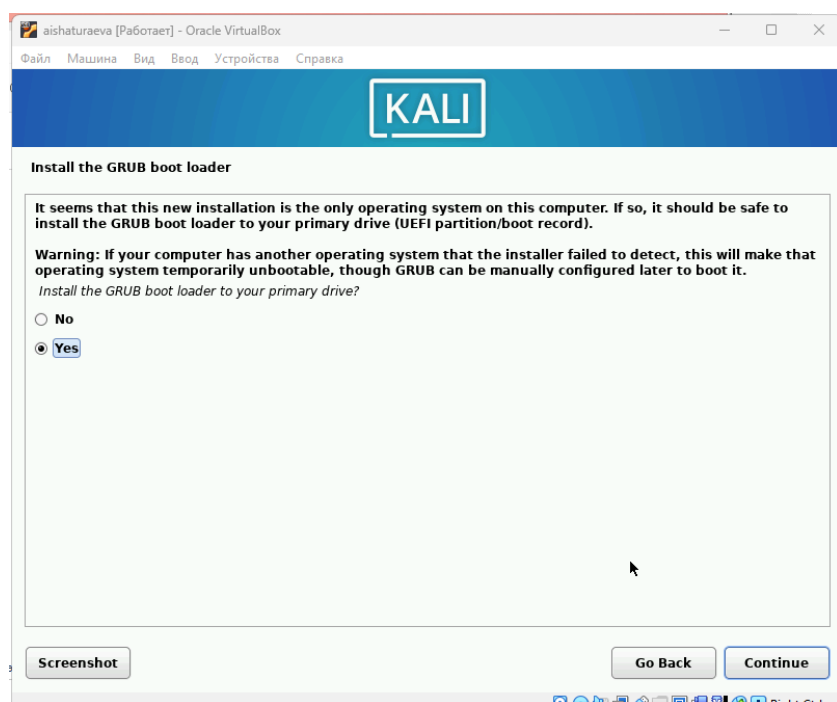 aishaturaeva [Работает] - Oracle VirtualBox
Файл Машина Вид Ввод Устройства Справка
KALI
Install the GRUB boot loader
It seems that this new installation is the only operating system on this computer. If so, it should be safe to
install the GRUB boot loader to your primary drive (UEFI partition/boot record).
Warning: If your computer has another operating system that the installer failed to detect, this will make that
operating system temporarily unbootable, though GRUB can be manually configured later to boot it.
Install the GRUB boot loader to your primary drive?
No
Yes
Screenshot Go Back Continue